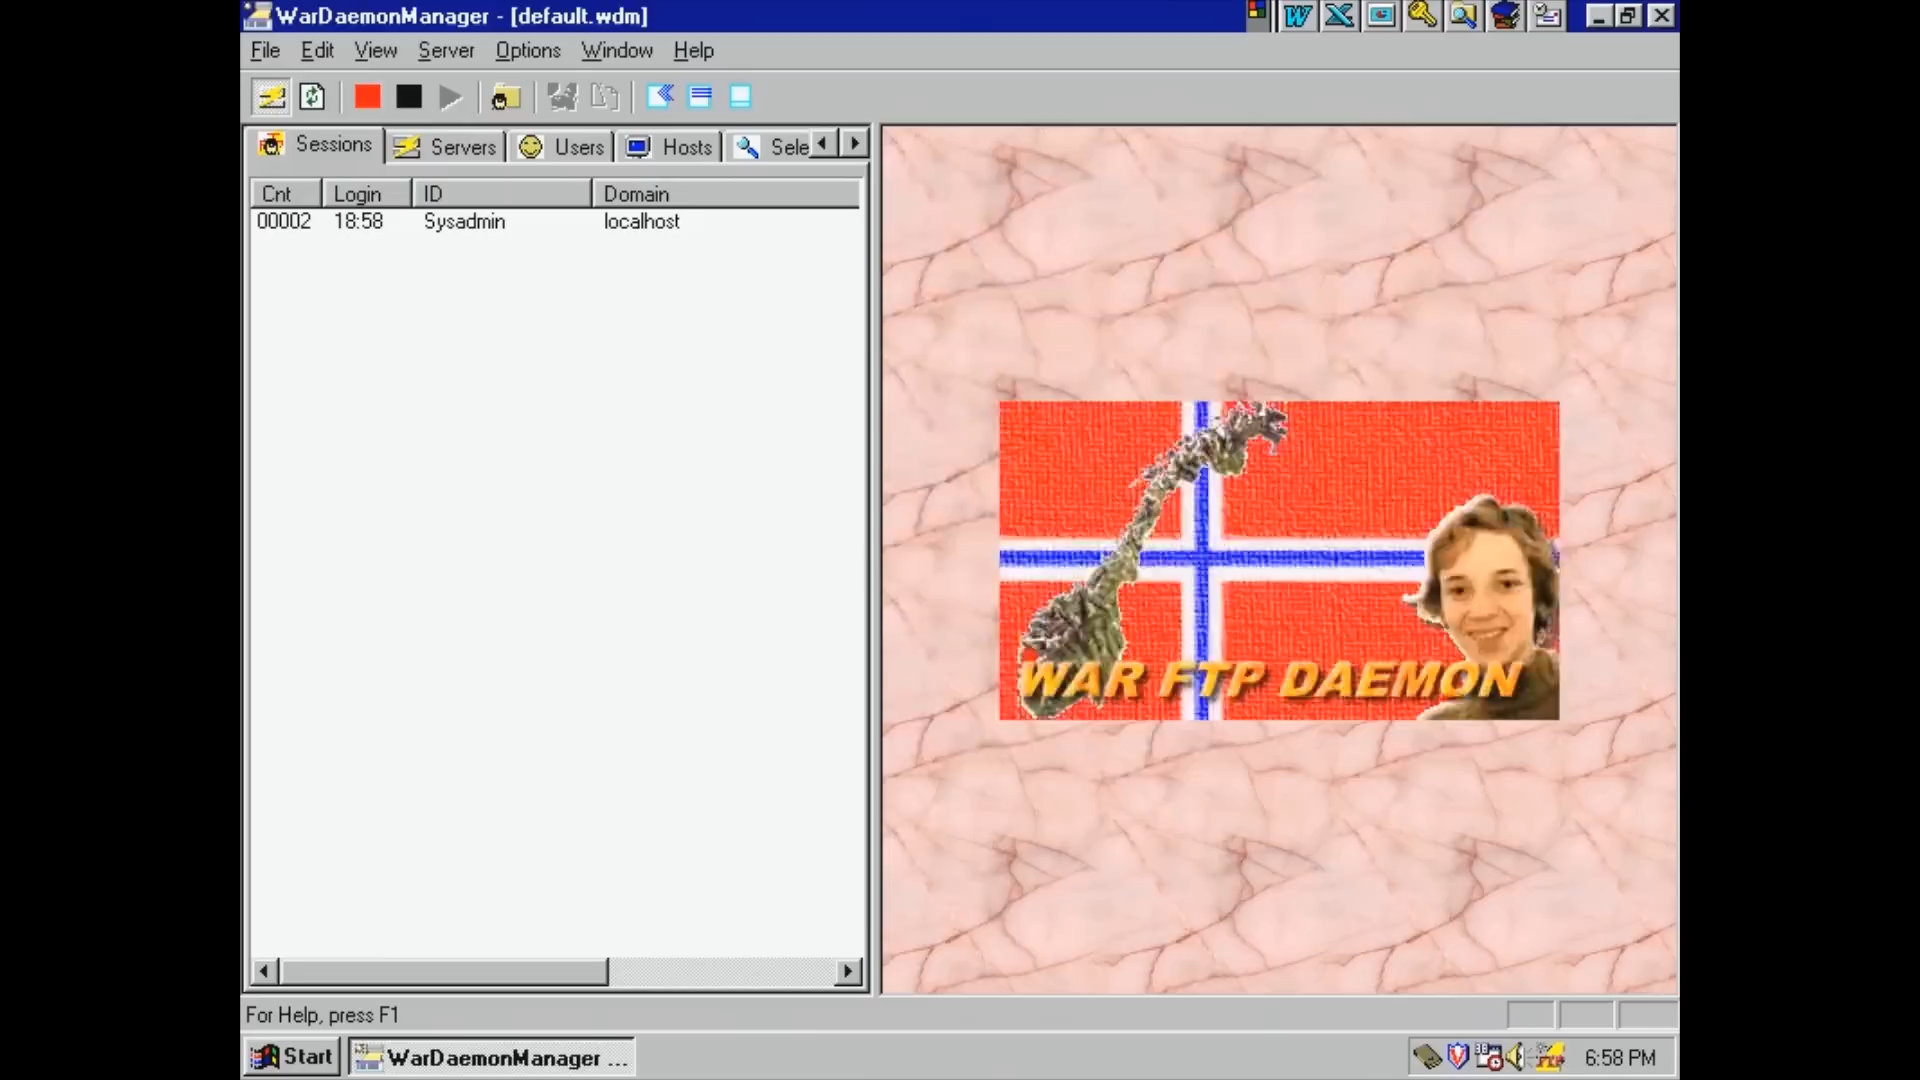 WarDaemonManager - [default.wdm]
File Edit View Server Options Window Help
Sessions Servers Users Hosts Sele
Cnt Login ID Domain
00002 18:58 Sysadmin localhost
WAR FTP DAEMON
For Help, press F1
Start WarDaemonManager ... 6:58 PM